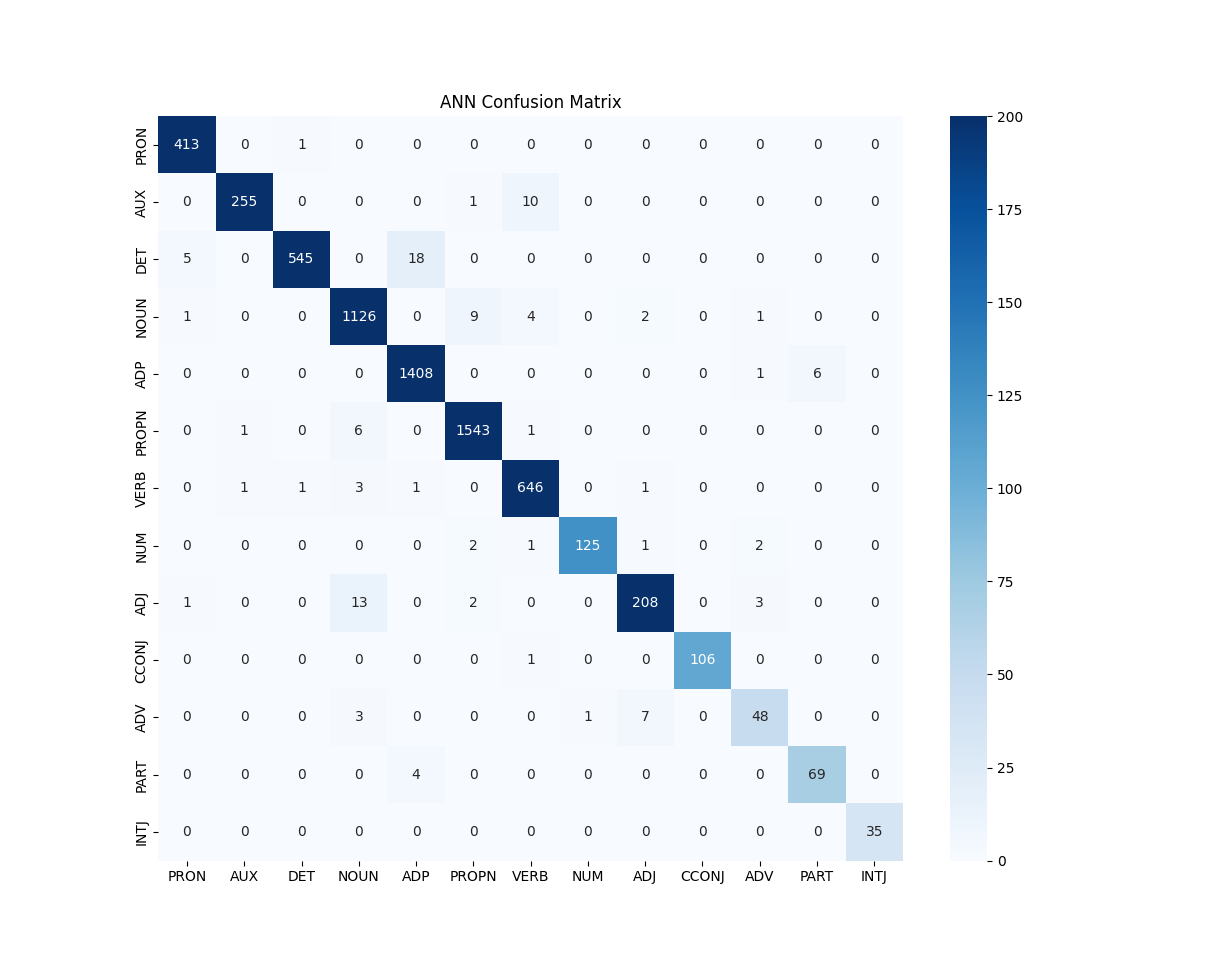 ANN Confusion Matrix
PRON 413 0 1 0 0 0 0 0 0 0 0 0 0
AUX 0 255 0 0 0 1 10 0 0 0 0 0 0
DET 5 0 545 0 18 0 0 0 0 0 0 0 0
NOUN 1 0 0 1126 0 9 4 0 2 0 1 0 0
ADP 0 0 0 0 1408 0 0 0 0 0 1 6 0
PROPN 0 1 0 6 0 1543 1 0 0 0 0 0 0
VERB 0 1 1 3 1 0 646 0 1 0 0 0 0
NUM 0 0 0 0 0 2 1 125 1 0 2 0 0
ADJ 1 0 0 13 0 2 0 0 208 0 3 0 0
CCONJ 0 0 0 0 0 0 1 0 0 106 0 0 0
ADV 0 0 0 3 0 0 0 1 7 0 48 0 0
PART 0 0 0 0 4 0 0 0 0 0 0 69 0
INTJ 0 0 0 0 0 0 0 0 0 0 0 0 35
PRON AUX DET NOUN ADP PROPN VERB NUM ADJ CCONJ ADV PART INTJ
200
175
150
125
100
75
50
25
0